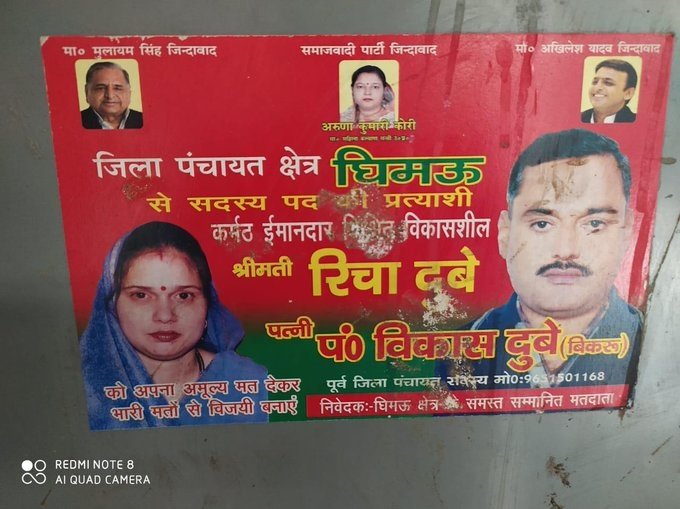 मा० मुलायम सिंह जिन्दाबाद
समाजवादी पार्टी जिन्दाबाद
मा० अखिलेश यादव जिन्दाबाद
अरुणा कुमारी कोरी
जिला पंचायत क्षेत्र घिमऊ
से सदस्य पद की प्रत्याशी
कर्मठ ईमानदार विकासशील
श्रीमती रिचा दुबे
पत्नी पं० विकास दुबे (बिकरू)
पूर्व जिला पंचायत सदस्य मो0:9651501168
को अपना अमूल्य मत देकर
भारी मतों से विजयी बनाएं
निवेदकः-घिमऊ क्षेत्र के समस्त सम्मानित मतदाता
REDMI NOTE 8
AI QUAD CAMERA